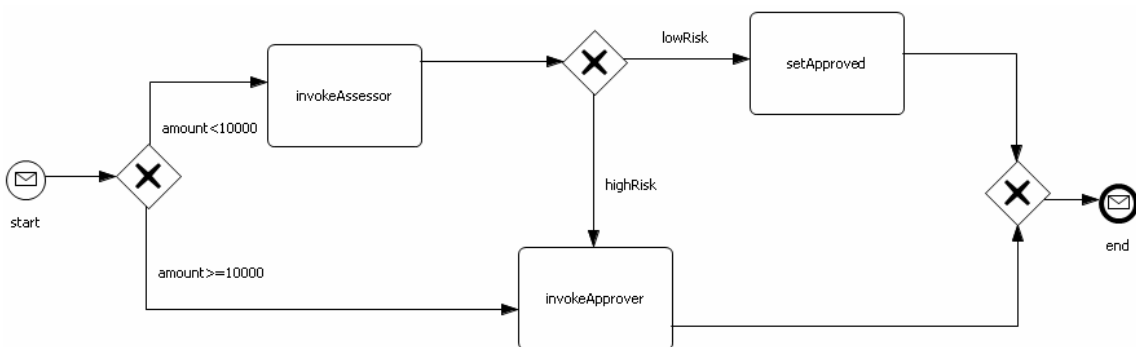 lowRisk
setApproved
invokeAssessor
amount<10000
highRisk
start
end
amount>=10000
invokeApprover